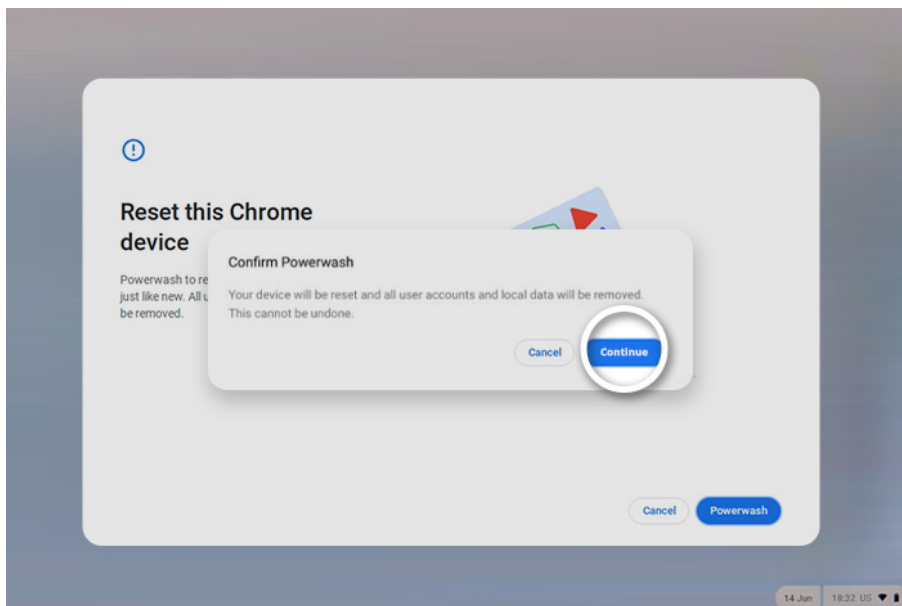 Reset this Chrome
device
Powerwash to re
just like new. All u
be removed.
Confirm Powerwash
Your device will be reset and all user accounts and local data will be removed.
This cannot be undone.
Cancel Continue
Cancel Powerwash
14 Jun 18:32 US